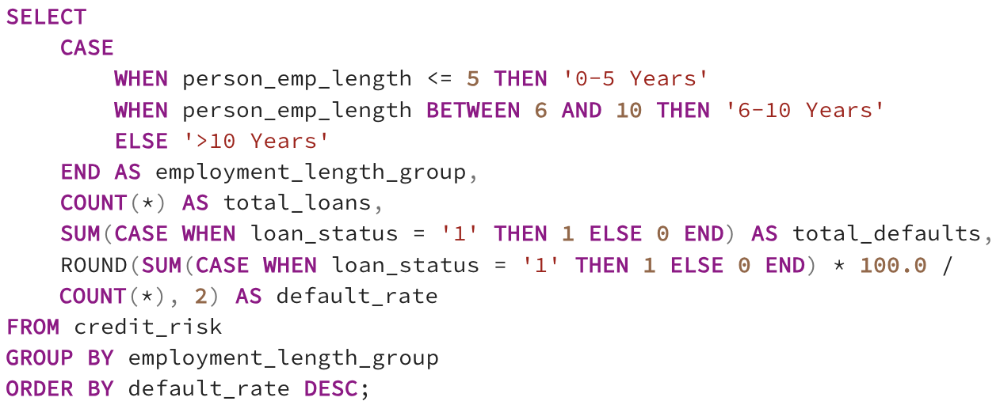 SELECT
    CASE
        WHEN person_emp_length <= 5 THEN '0-5 Years'
        WHEN person_emp_length BETWEEN 6 AND 10 THEN '6-10 Years'
        ELSE '>10 Years'
    END AS employment_length_group,
    COUNT(*) AS total_loans,
    SUM(CASE WHEN loan_status = '1' THEN 1 ELSE 0 END) AS total_defaults,
    ROUND(SUM(CASE WHEN loan_status = '1' THEN 1 ELSE 0 END) * 100.0 /
    COUNT(*), 2) AS default_rate
FROM credit_risk
GROUP BY employment_length_group
ORDER BY default_rate DESC;